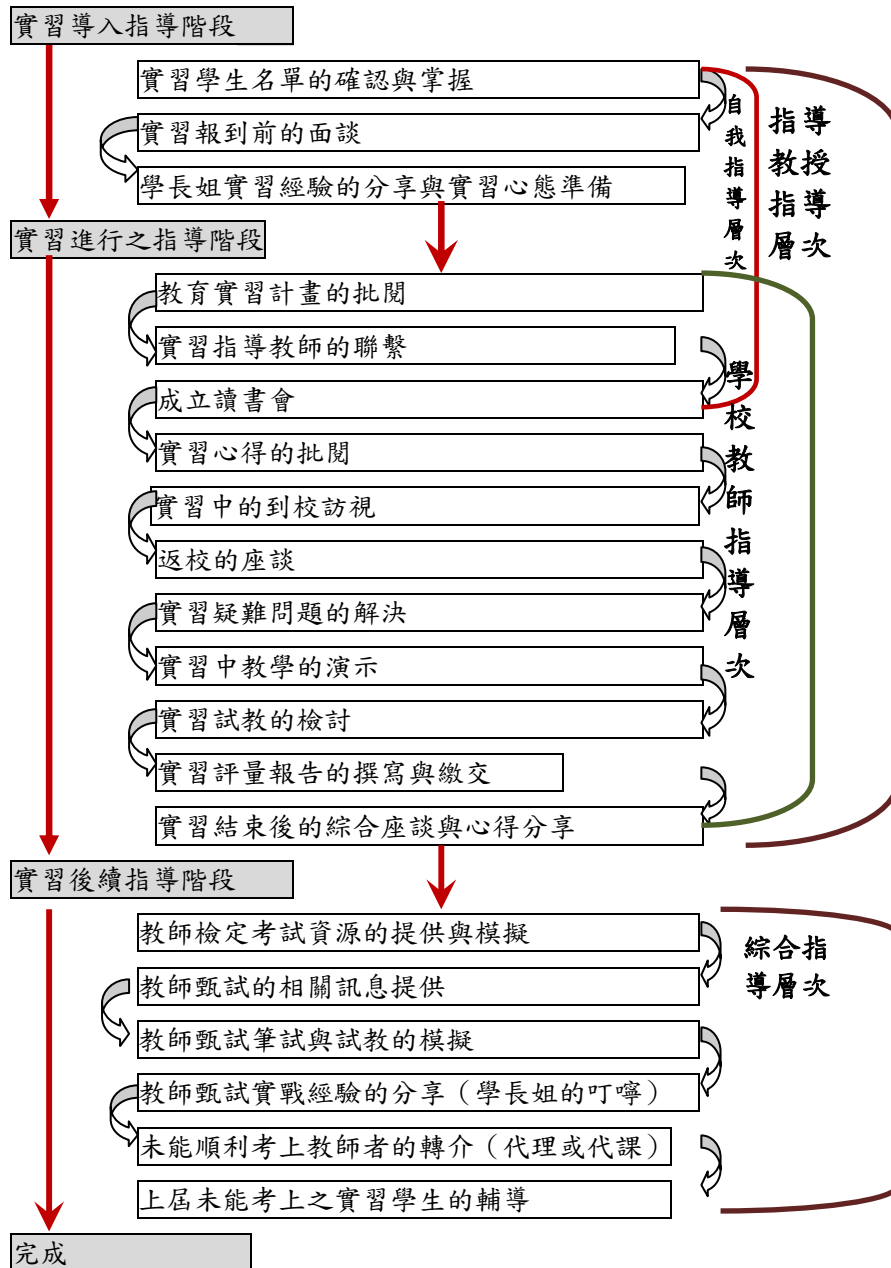 實習導入指導階段
實習學生名單的確認與掌握
實習報到前的面談
學長姐實習經驗的分享與實習心態準備
自我指導層次
指導
教授
指導
層次
實習進行之指導階段
教育實習計畫的批閱
實習指導教師的聯繫
成立讀書會
實習心得的批閱
實習中的到校訪視
返校的座談
實習疑難問題的解決
實習中教學的演示
實習試教的檢討
實習評量報告的撰寫與繳交
實習結束後的綜合座談與心得分享
學校教師指導層次
實習後續指導階段
教師檢定考試資源的提供與模擬
教師甄試的相關訊息提供
教師甄試筆試與試教的模擬
教師甄試實戰經驗的分享（學長姐的叮嚀）
未能順利考上教師者的轉介（代理或代課）
上屆未能考上之實習學生的輔導
綜合指
導層次
完成